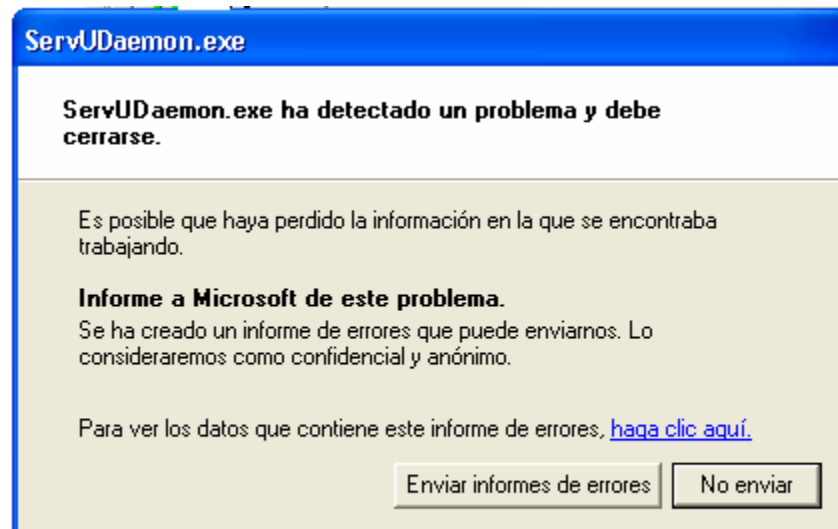 ServUDaemon.exe
ServUDaemon.exe ha detectado un problema y debe
cerrarse.
Es posible que haya perdido la información en la que se encontraba
trabajando.
Informe a Microsoft de este problema.
Se ha creado un informe de errores que puede enviarnos. Lo
consideraremos como confidencial y anónimo.
Para ver los datos que contiene este informe de errores, haga clic aquí.
Enviar informes de errores
No enviar